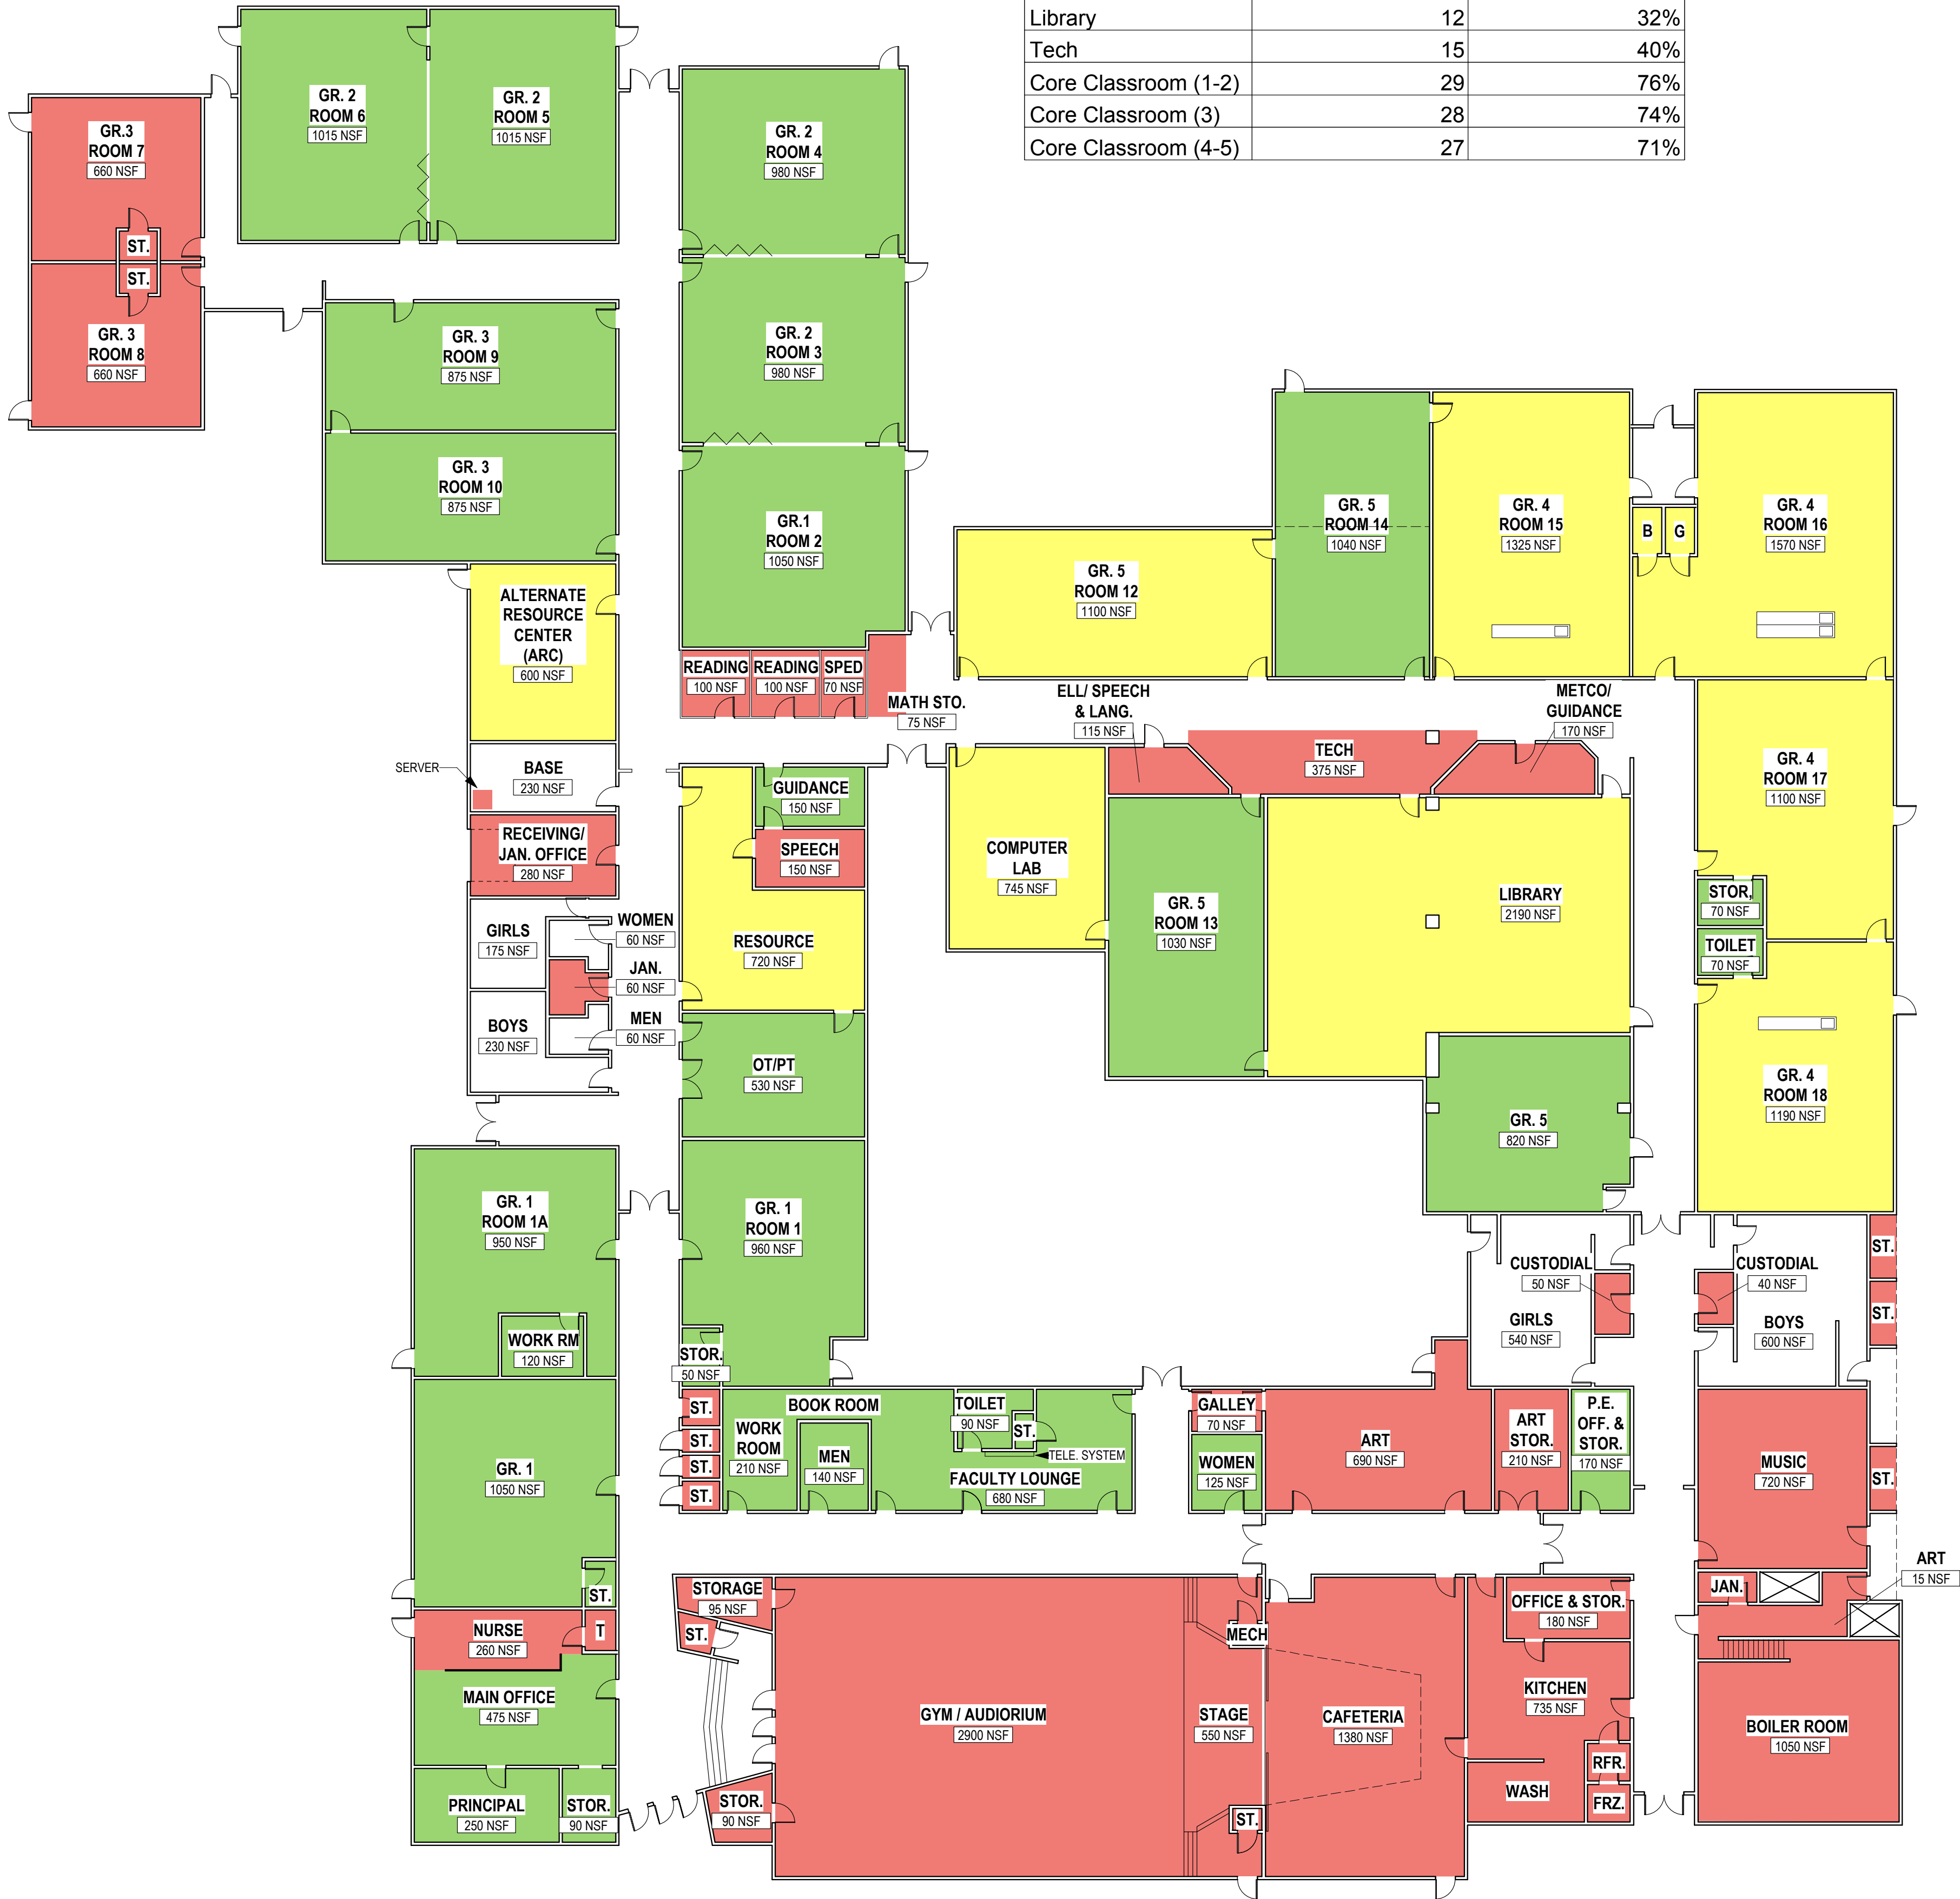 Library 12 32%
Tech 15 40%
Core Classroom (1-2) 29 76%
Core Classroom (3) 28 74%
Core Classroom (4-5) 27 71%
GR. 2
ROOM 6
1015 NSF
GR. 2
ROOM 5
1015 NSF
GR. 2
ROOM 4
980 NSF
GR.3
ROOM 7
660 NSF
ST.
ST.
GR. 3
ROOM 8
660 NSF
GR. 3
ROOM 9
875 NSF
GR. 2
ROOM 3
980 NSF
GR. 3
ROOM 10
875 NSF
GR.1
ROOM 2
1050 NSF
GR. 5
ROOM 14
1040 NSF
GR. 4
ROOM 15
1325 NSF
B
G
GR. 4
ROOM 16
1570 NSF
GR. 5
ROOM 12
1100 NSF
ALTERNATE
RESOURCE
CENTER
(ARC)
600 NSF
READING
100 NSF
READING
100 NSF
SPED
70 NSF
MATH STO.
75 NSF
ELL/ SPEECH
& LANG.
115 NSF
METCO/
GUIDANCE
170 NSF
TECH
375 NSF
GR. 4
ROOM 17
1100 NSF
SERVER
BASE
230 NSF
GUIDANCE
150 NSF
RECEIVING/
JAN. OFFICE
280 NSF
SPEECH
150 NSF
COMPUTER
LAB
745 NSF
GR. 5
ROOM 13
1030 NSF
LIBRARY
2190 NSF
STOR,
70 NSF
TOILET
70 NSF
GIRLS
175 NSF
WOMEN
60 NSF
JAN.
60 NSF
MEN
60 NSF
BOYS
230 NSF
RESOURCE
720 NSF
OT/PT
530 NSF
GR. 5
820 NSF
GR. 4
ROOM 18
1190 NSF
GR. 1
ROOM 1A
950 NSF
GR. 1
ROOM 1
960 NSF
WORK RM
120 NSF
STOR.
50 NSF
CUSTODIAL
50 NSF
GIRLS
540 NSF
CUSTODIAL
40 NSF
BOYS
600 NSF
ST.
ST.
GR. 1
1050 NSF
ST.
ST.
ST.
ST.
BOOK ROOM
WORK
ROOM
210 NSF
MEN
140 NSF
TOILET
90 NSF
ST.
TELE. SYSTEM
FACULTY LOUNGE
680 NSF
GALLEY
70 NSF
WOMEN
125 NSF
ART
690 NSF
ART
STOR.
210 NSF
P.E.
OFF. &
STOR.
170 NSF
MUSIC
720 NSF
ST.
ART
15 NSF
JAN.
ST.
NURSE
260 NSF
T
STORAGE
95 NSF
ST.
MECH
OFFICE & STOR.
180 NSF
MAIN OFFICE
475 NSF
GYM / AUDIORIUM
2900 NSF
STAGE
550 NSF
CAFETERIA
1380 NSF
KITCHEN
735 NSF
BOILER ROOM
1050 NSF
RFR.
WASH
FRZ.
PRINCIPAL
250 NSF
STOR.
90 NSF
STOR.
90 NSF
ST.